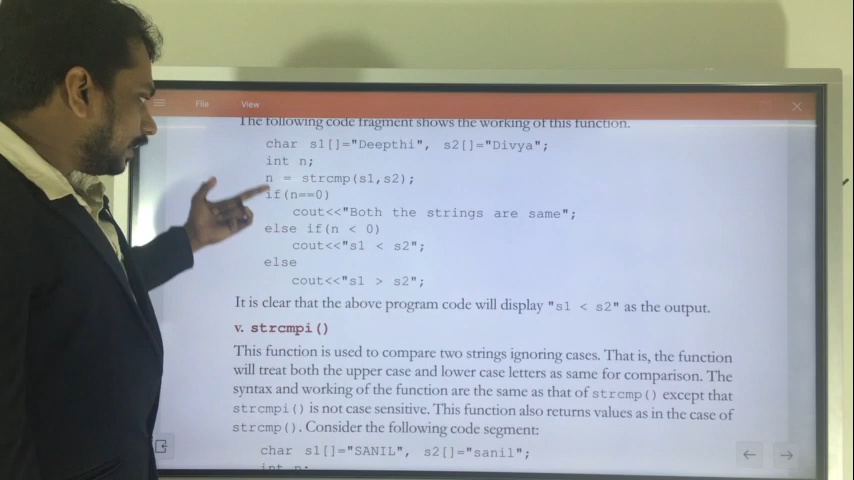 File View
The following code fragment shows the working of this function.
char s1[]="Deepthi", s2[]="Divya";
int n;
n = strcmp(s1,s2);
if(n==0)
cout<<"Both the strings are same";
else if(n < 0)
cout<<"s1 < s2";
else
cout<<"s1 > s2";
It is clear that the above program code will display "s1 < s2" as the output.
v. strcmpi()
This function is used to compare two strings ignoring cases. That is, the function
will treat both the upper case and lower case letters as same for comparison. The
syntax and working of the function are the same as that of strcmp() except that
strcmpi() is not case sensitive. This function also returns values as in the case of
strcmp(). Consider the following code segment:
char s1[]="SANIL", s2[]="sanil";
int n;